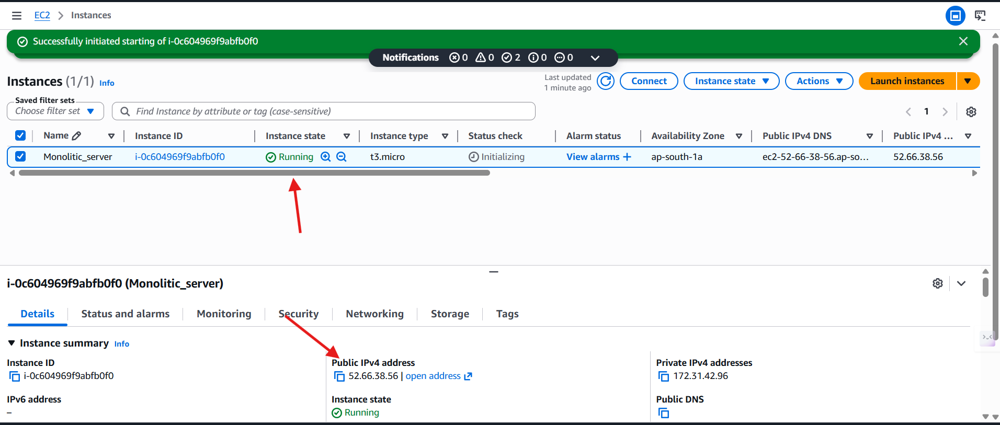 EC2 > Instances
Successfully initiated starting of i-0c604969f9abfb0f0
Notifications 0 0 2 0 0
Instances (1/1) Info
Last updated
1 minute ago
Connect Instance state Actions Launch instances
Saved filter sets
Choose filter set Find Instance by attribute or tag (case-sensitive) 1
Name Instance ID Instance state Instance type Status check Alarm status Availability Zone Public IPv4 DNS Public IPv4 ...
Monolitic_server i-0c604969f9abfb0f0 Running t3.micro Initializing View alarms + ap-south-1a ec2-52-66-38-56.ap-so... 52.66.38.56
i-0c604969f9abfb0f0 (Monolitic_server)
Details Status and alarms Monitoring Security Networking Storage Tags
Instance summary Info
Instance ID Public IPv4 address Private IPv4 addresses
i-0c604969f9abfb0f0 52.66.38.56 | open address 172.31.42.96
IPv6 address Instance state Public DNS
– Running